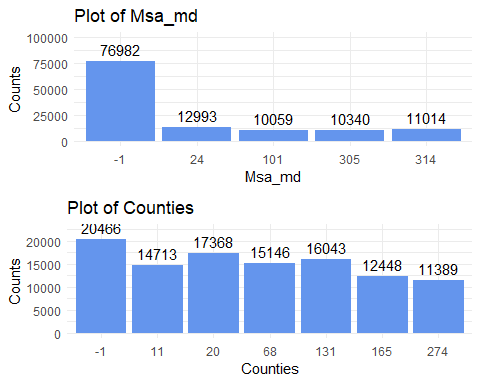 Plot of Msa_md
100000
75000
50000
25000
0
Counts
76982
12993
10059
10340
11014
-1 24 101 305 314
Msa_md
Plot of Counties
20000
15000
10000
5000
0
Counts
20466
14713
17368
15146
16043
12448
11389
-1 11 20 68 131 165 274
Counties